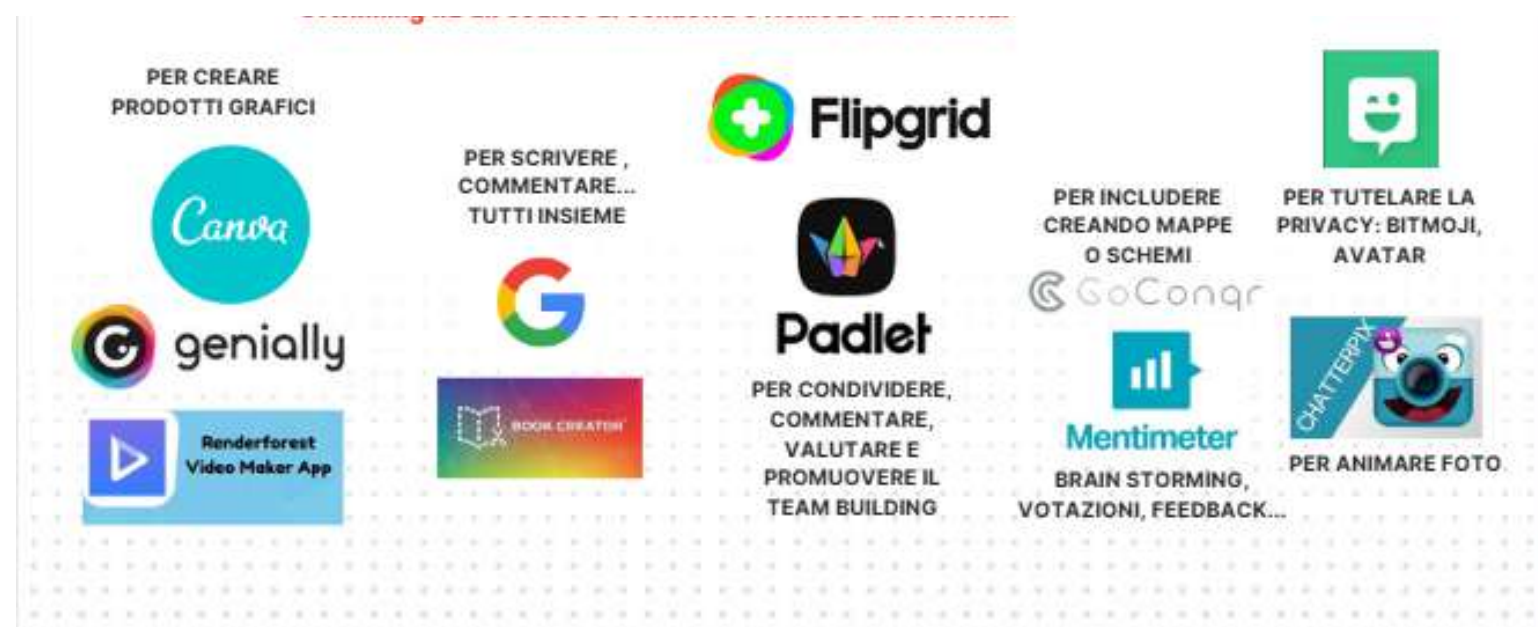 PER CREARE
PRODOTTI GRAFICI
Canva
genially
Renderforest
Video Maker App
PER SCRIVERE ,
COMMENTARE...
TUTTI INSIEME
G
BOOK CREATOR
Flipgrid
Padlet
PER CONDIVIDERE,
COMMENTARE,
VALUTARE E
PROMUOVERE IL
TEAM BUILDING
PER INCLUDERE
CREANDO MAPPE
O SCHEMI
GoConqr
Mentimeter
BRAIN STORMING,
VOTAZIONI, FEEDBACK...
PER TUTELARE LA
PRIVACY: BITMOJI,
AVATAR
CHATTERPIX
PER ANIMARE FOTO